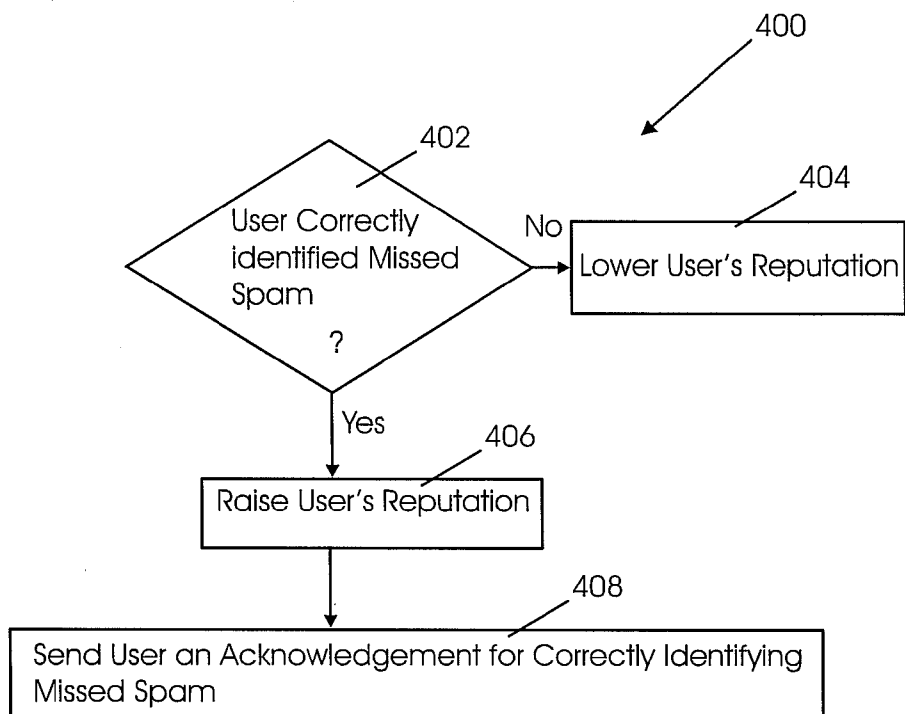 400
402
User Correctly
identified Missed
Spam
?
No
404
Lower User's Reputation
Yes
406
Raise User's Reputation
408
Send User an Acknowledgement for Correctly Identifying
Missed Spam